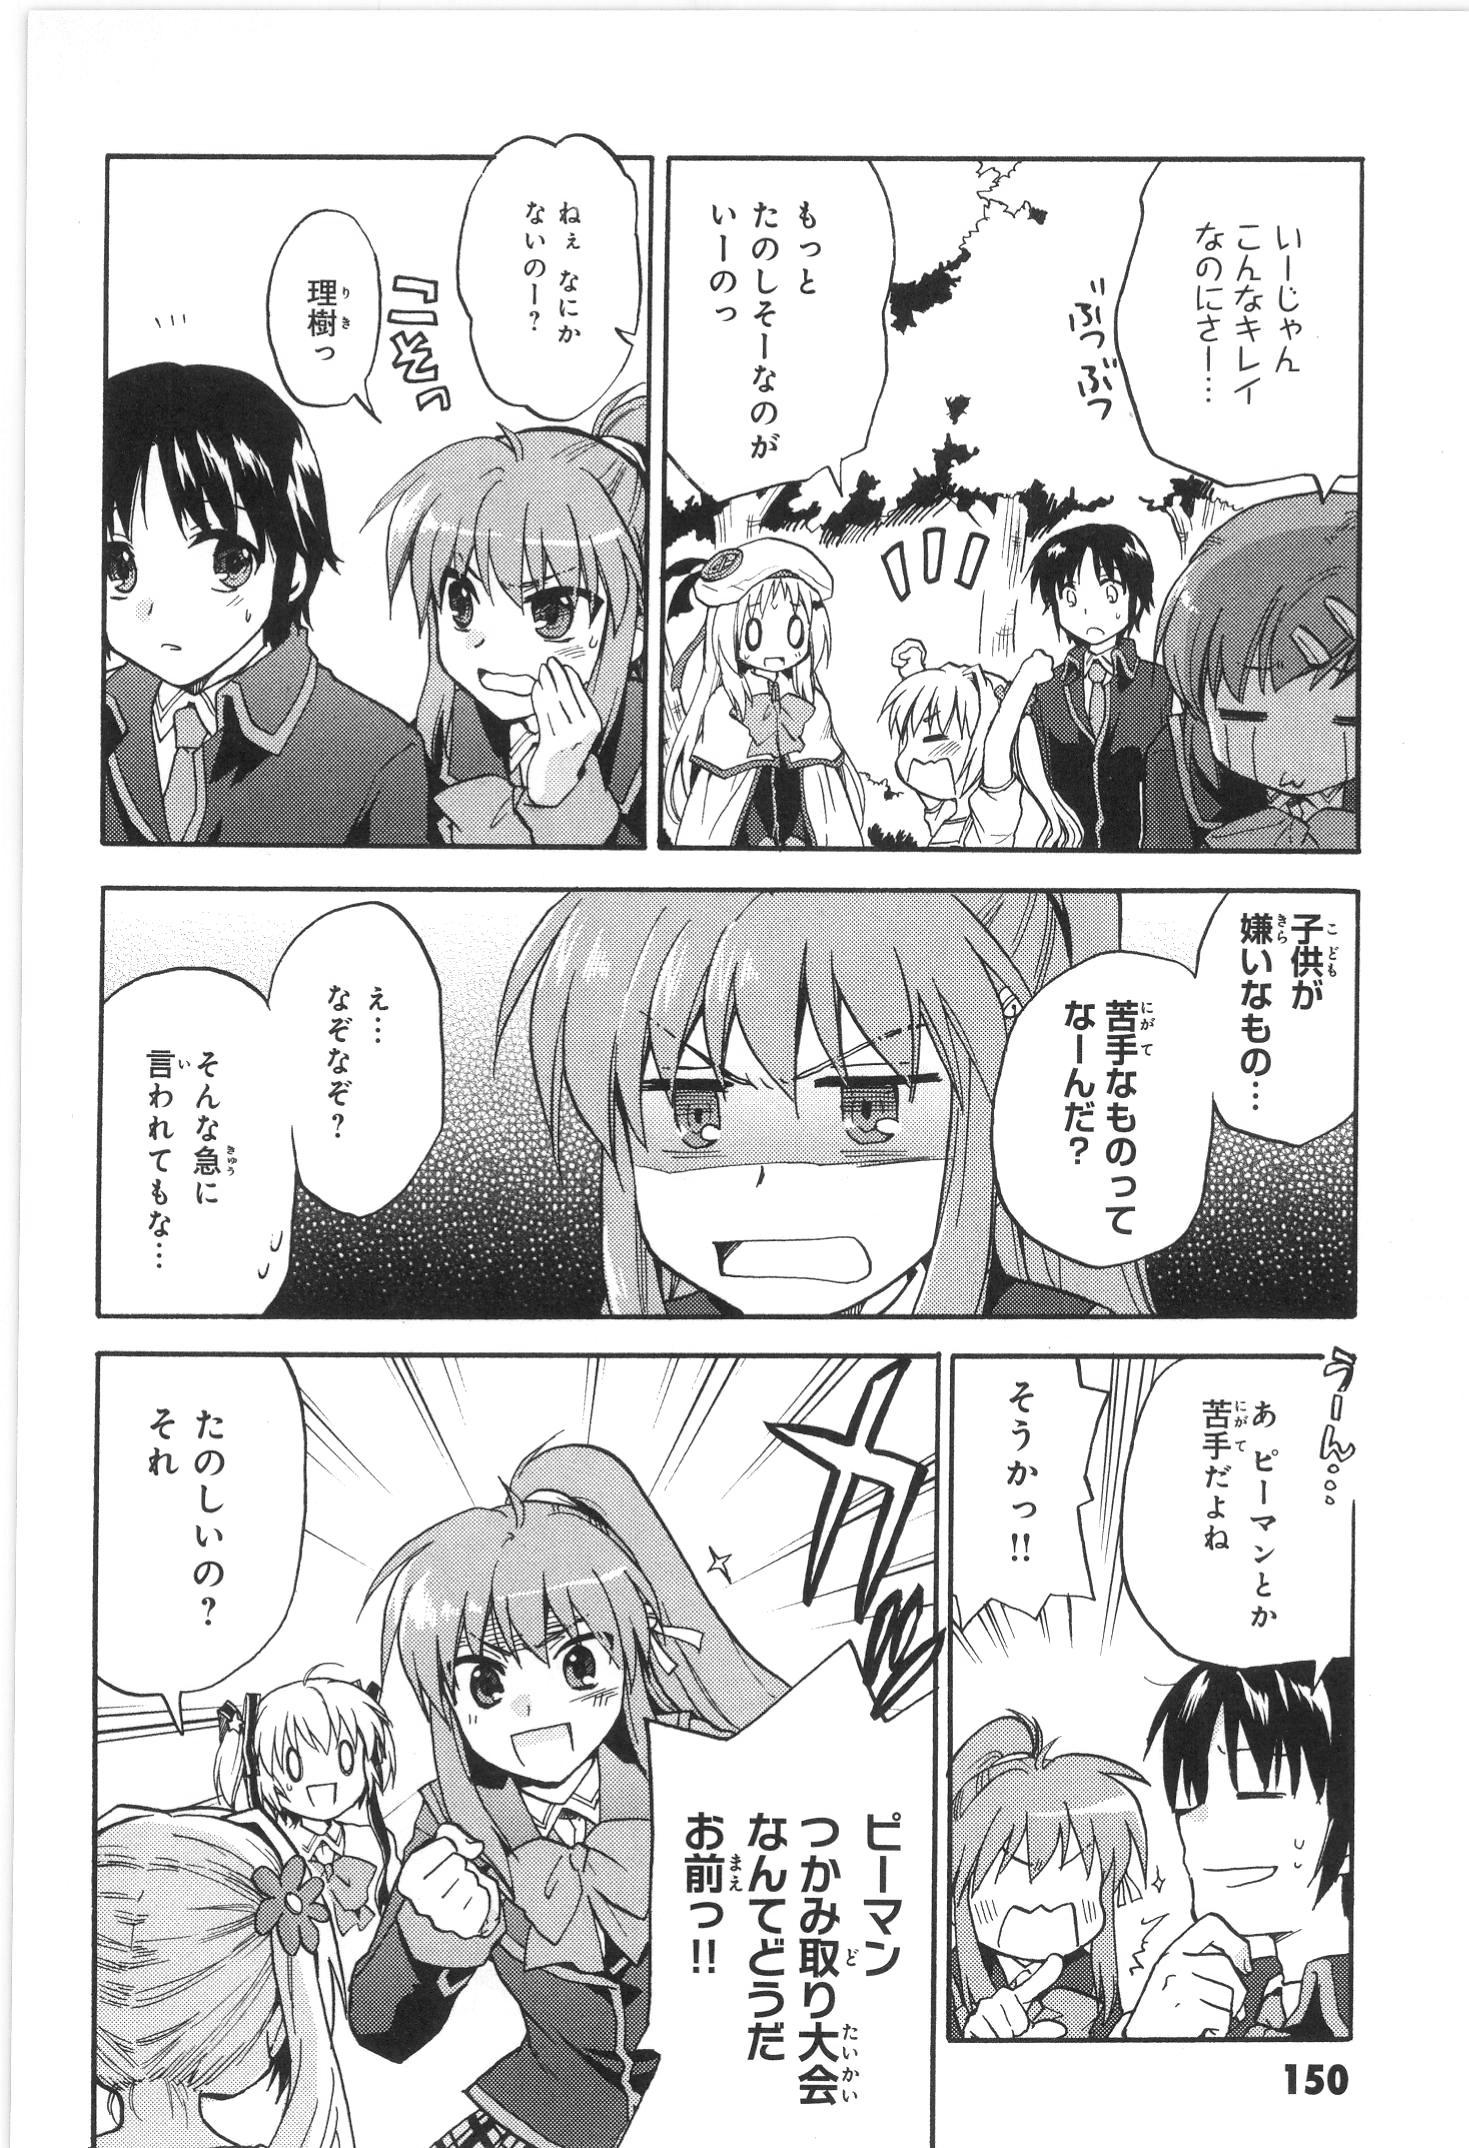 いーじゃん
こんなキレイ
なのにさー…
ぶつぶつ
もっと
たのしそーなのが
いーのっ
ねぇ なにか
ないのー?
こそっ
理樹っ
子供が
嫌いなもの…
苦手なものって
なーんだ?
え…
なぞなぞ?
そんな急に
言われてもな…
うーん…
あ ピーマンとか
苦手だよね
そうかっ!!
ピーマン
つかみ取り大会
なんてどうだ
お前っ!!
たのしいの?
それ
150